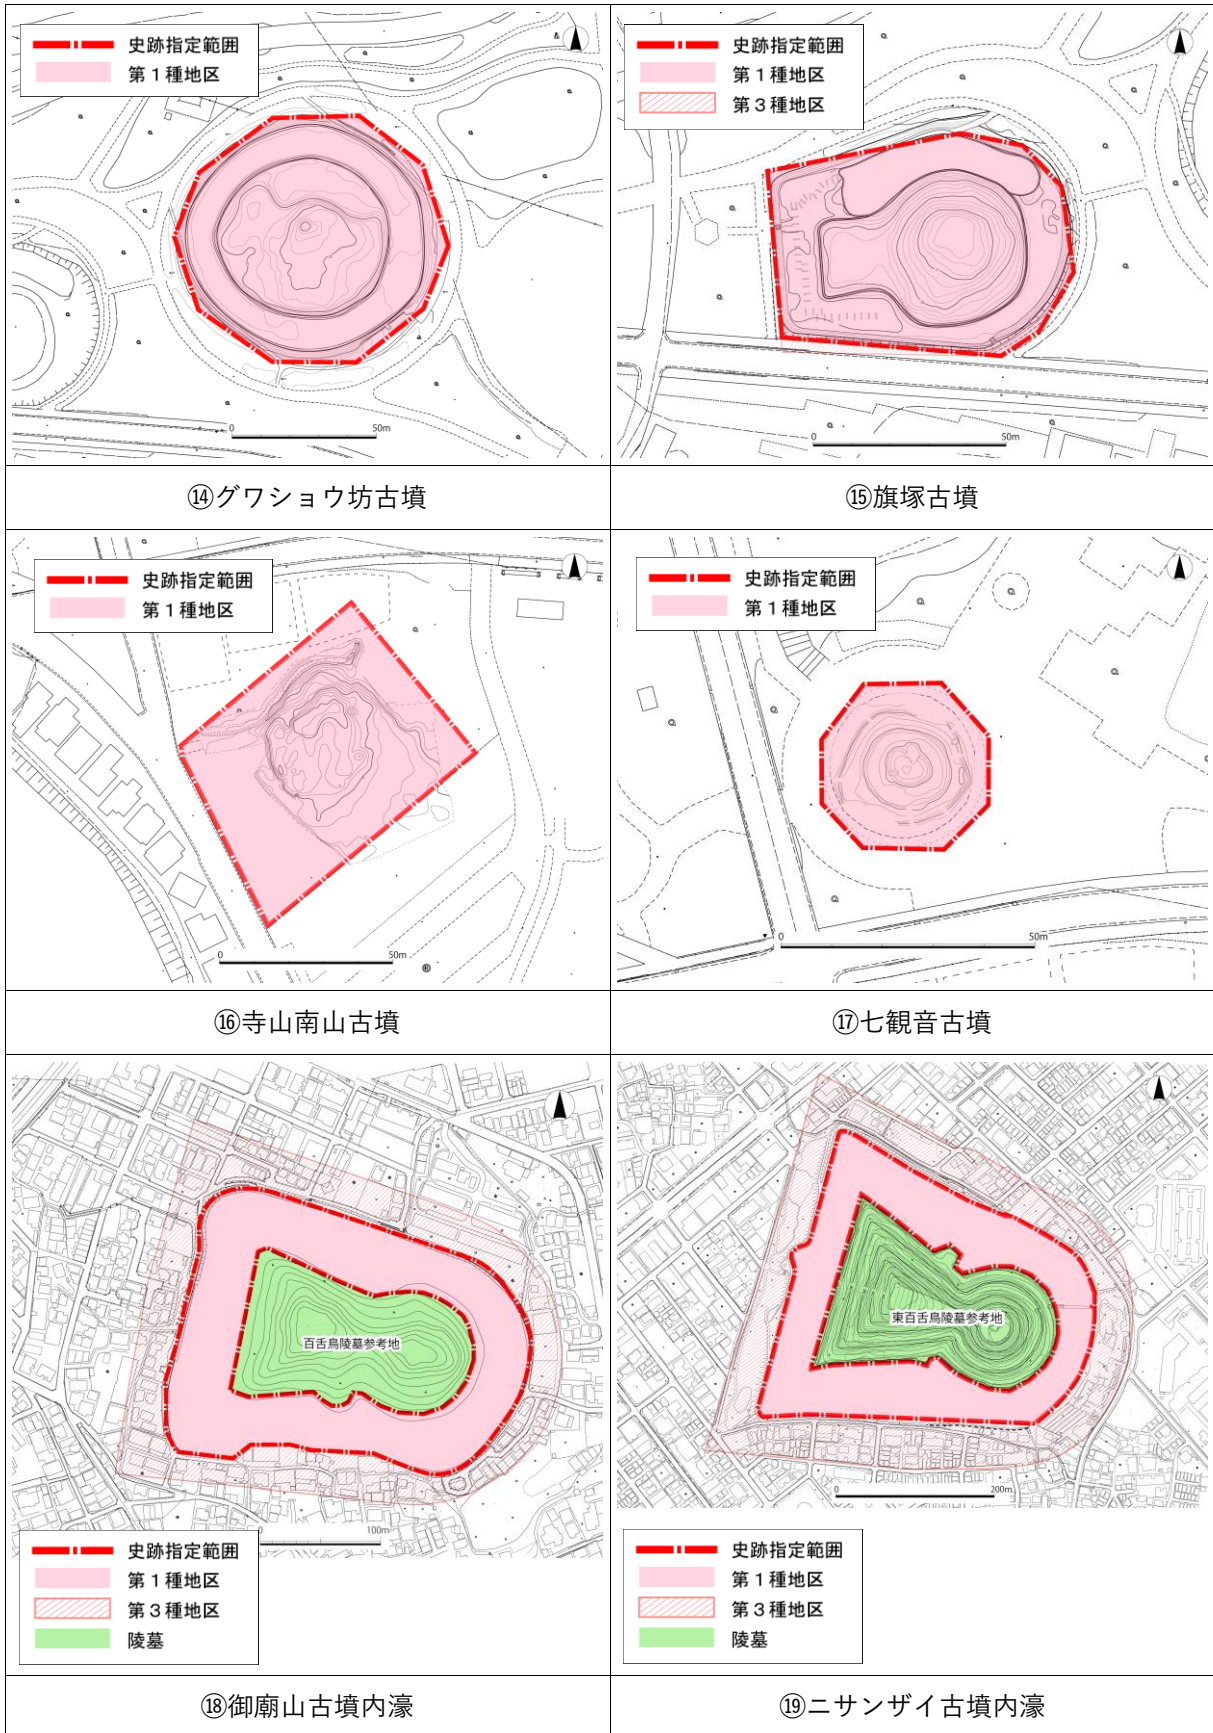 史跡指定範囲
第1種地区
0 50m
⑭グワショウ坊古墳
史跡指定範囲
第1種地区
第3種地区
0 50m
⑮旗塚古墳
史跡指定範囲
第1種地区
0 50m
⑯寺山南山古墳
史跡指定範囲
第1種地区
0 50m
⑰七観音古墳
百舌鳥陵墓参考地
0 100m
史跡指定範囲
第1種地区
第3種地区
陵墓
⑱御廟山古墳内濠
東百舌鳥陵墓参考地
0 200m
史跡指定範囲
第1種地区
第3種地区
陵墓
⑲ニサンザイ古墳内濠